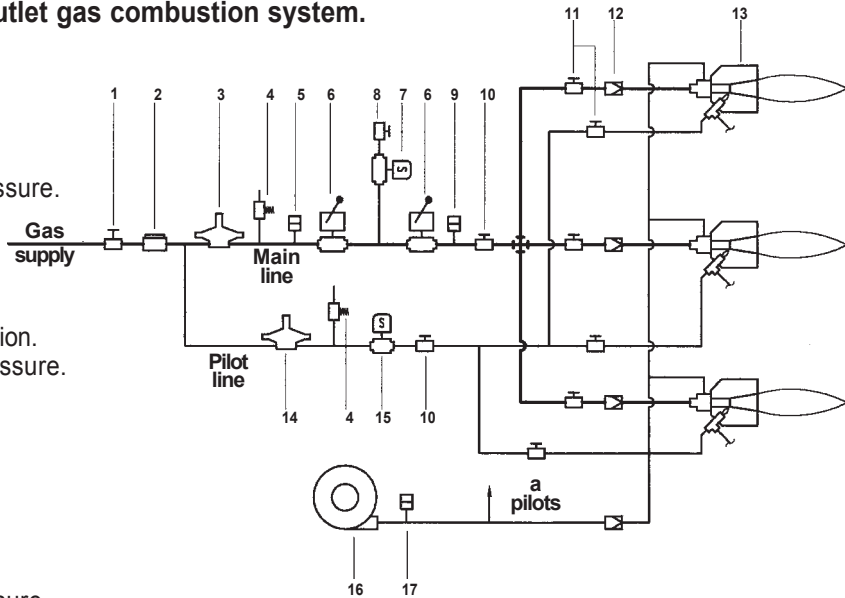 utlet gas combustion system.
11 12 13
1 2 3 4 5 6 8 7 6 9 10
S
ssure.
Gas
supply
Main
line
ion.
ssure.
S
Pilot
line
14 4 15 10
a
pilots
16 17
sure